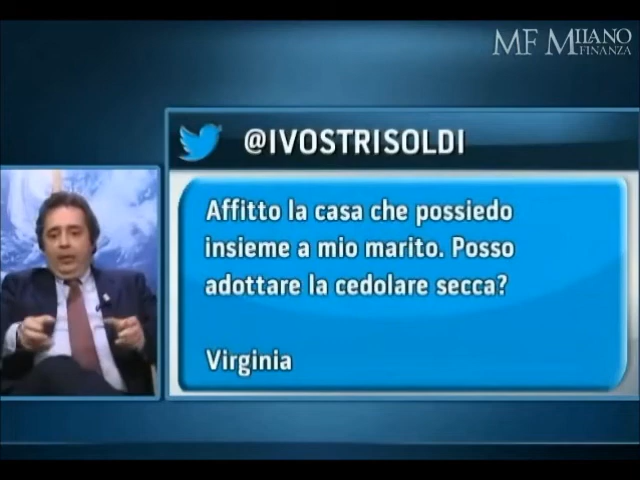 MF MILANO
FINANZA
@IVOSTRISOLDI
Affitto la casa che possiedo
insieme a mio marito. Posso
adottare la cedolare secca?
Virginia